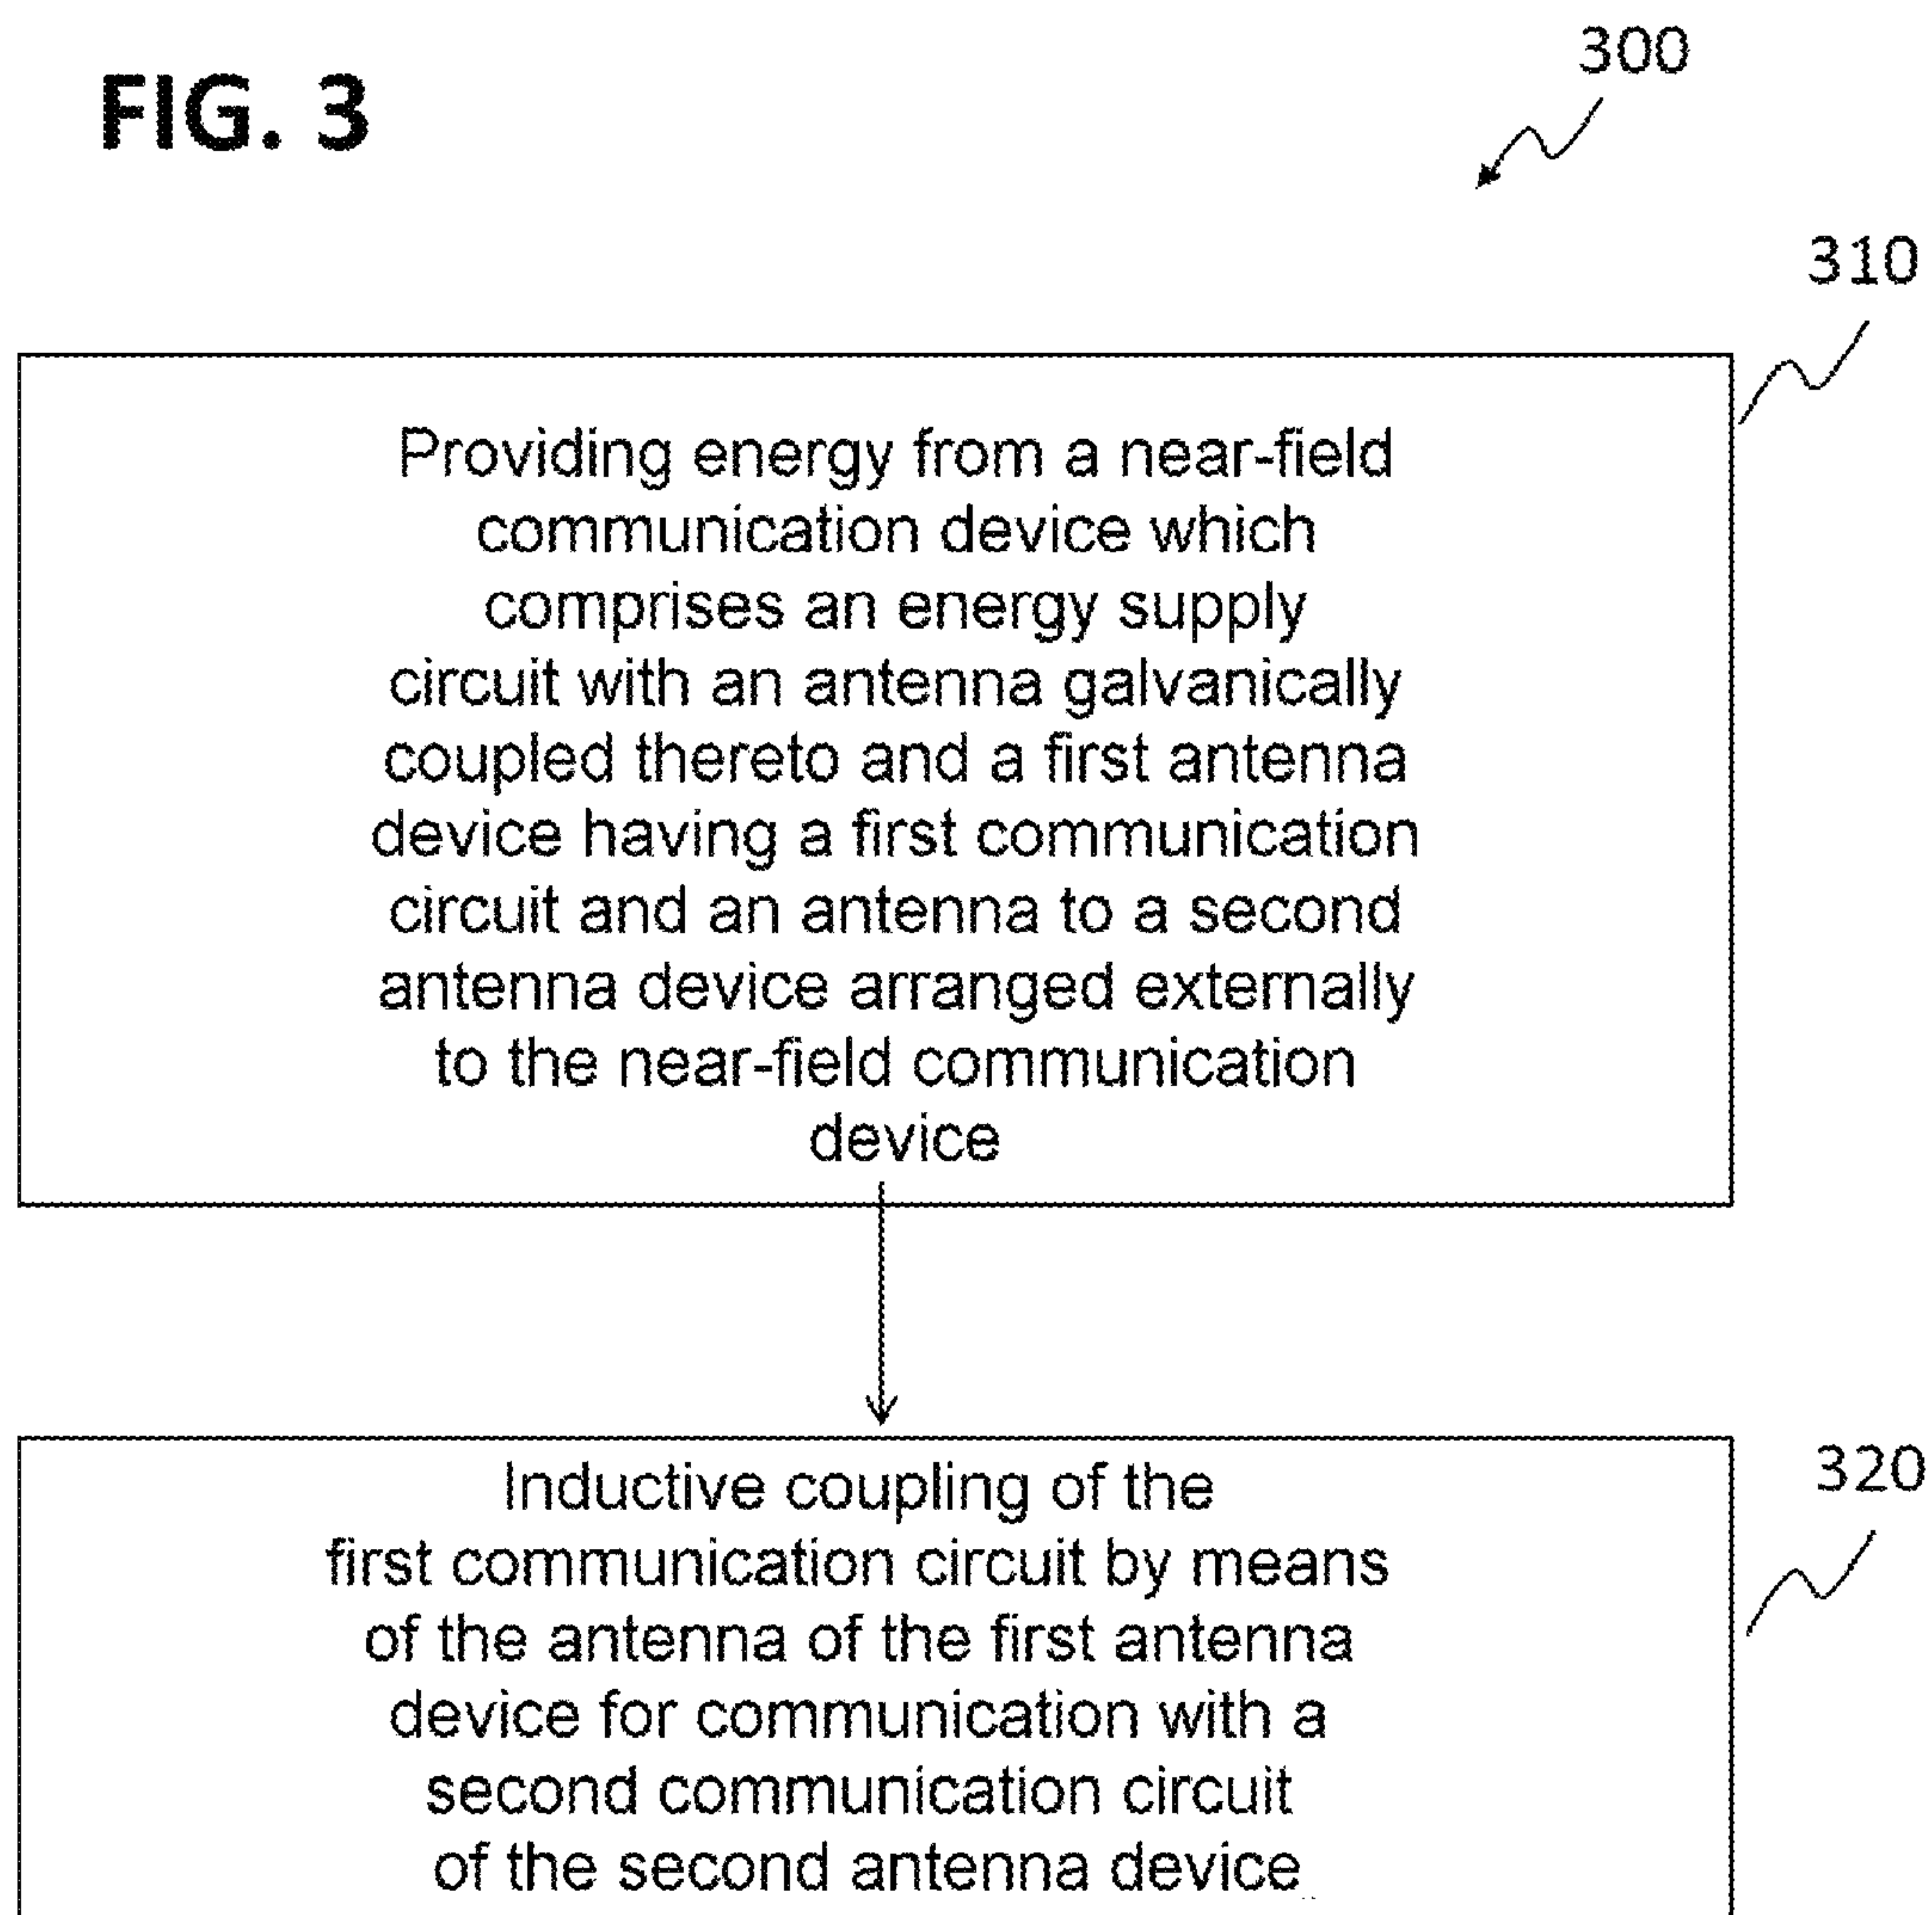 FIG. 3
300
310
Providing energy from a near-field
communication device which
comprises an energy supply
circuit with an antenna galvanically
coupled thereto and a first antenna
device having a first communication
circuit and an antenna to a second
antenna device arranged externally
to the near-field communication
device
320
Inductive coupling of the
first communication circuit by means
of the antenna of the first antenna
device for communication with a
second communication circuit
of the second antenna device